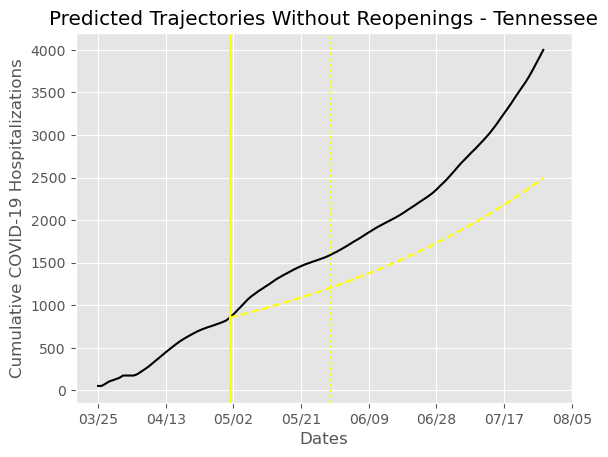 Predicted Trajectories Without Reopenings - Tennessee
Cumulative COVID-19 Hospitalizations
4000
3500
3000
2500
2000
1500
1000
500
0
03/25 04/13 05/02 05/21 06/09 06/28 07/17 08/05
Dates